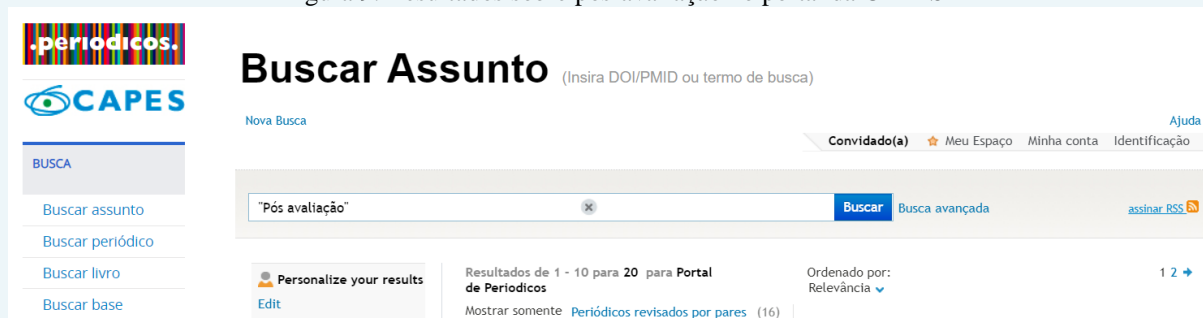 .periodicos.
CAPES
BUSCA
Buscar assunto
Buscar periódico
Buscar livro
Buscar base
Buscar Assunto (Insira DOI/PMID ou termo de busca)
Nova Busca
Ajuda
Convidado(a) Meu Espaço Minha conta Identificação
"Pós avaliação" Buscar Busca avançada assinar RSS
Personalize your results
Edit
Resultados de 1 - 10 para 20 para Portal
de Periodicos
Mostrar somente Periódicos revisados por pares (16)
Ordenado por:
Relevância
1 2